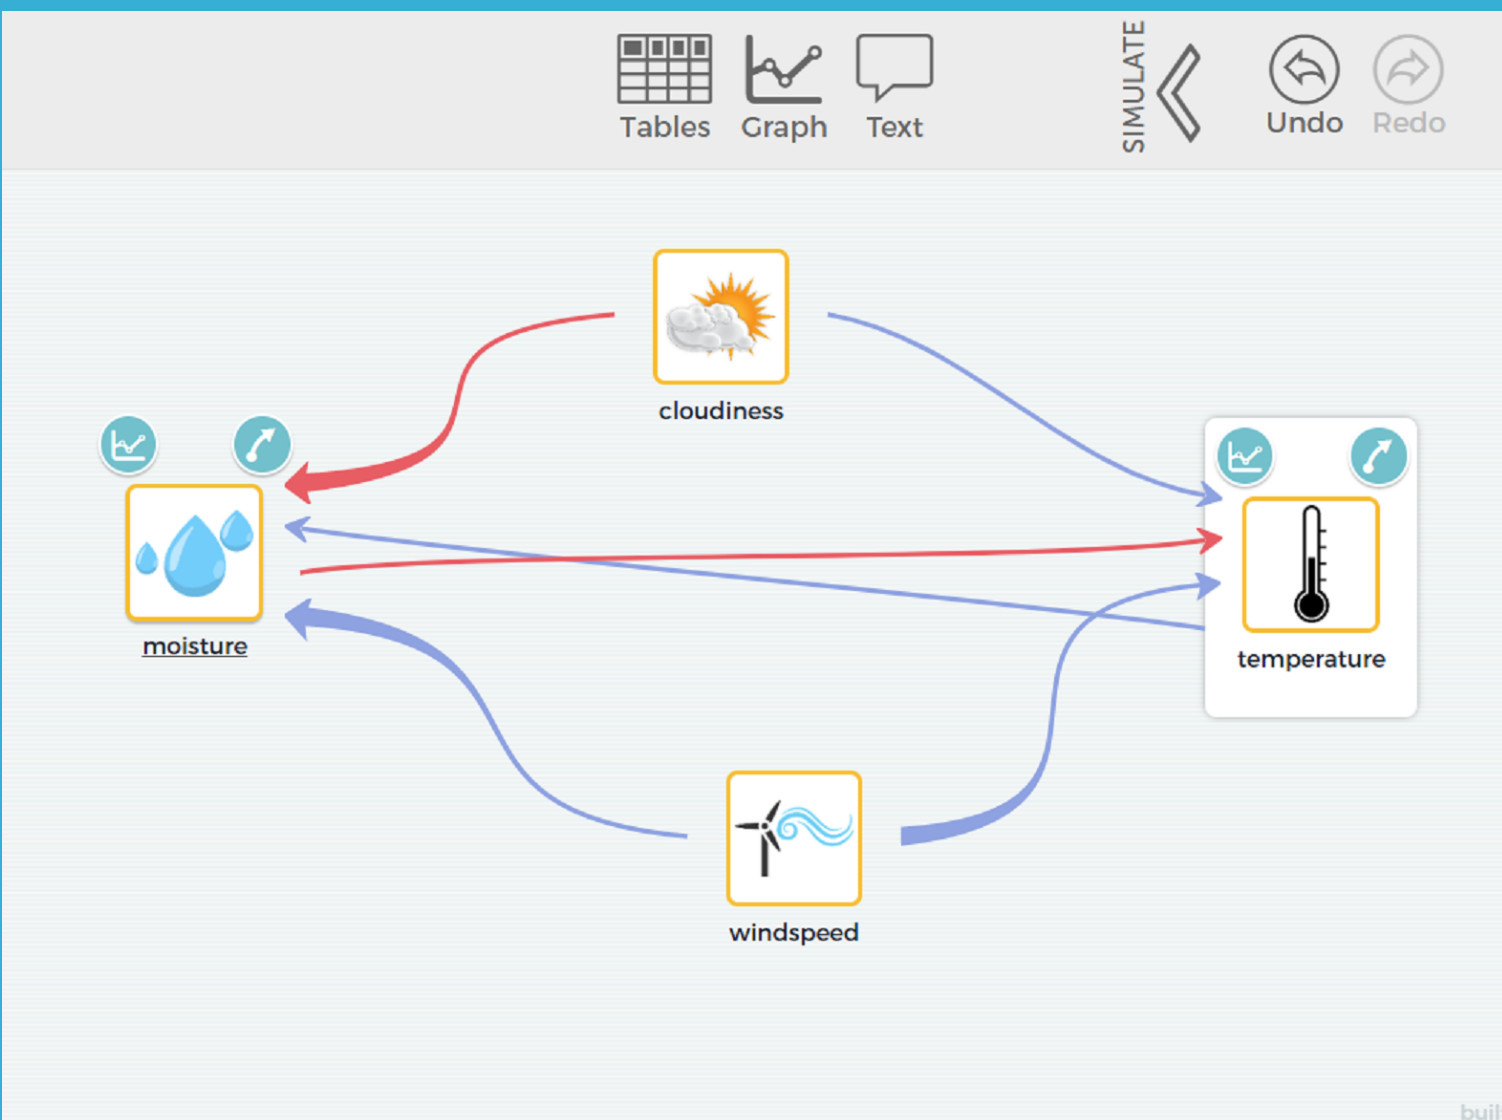 Tables
Graph
Text
SIMULATE
Undo
Redo
cloudiness
moisture
temperature
windspeed